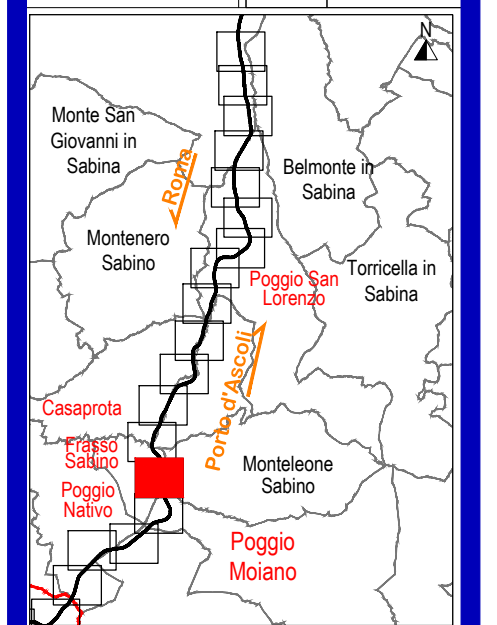 N
Monte San
Giovanni in
Sabina
Roma
Belmonte in
Sabina
Montenero
Sabino
Torricella in
Sabina
Poggio San
Lorenzo
Porto d'Ascoli
Casaprota
Frasso
Sabino
Monteleone
Sabino
Poggio
Nativo
Poggio
Moiano